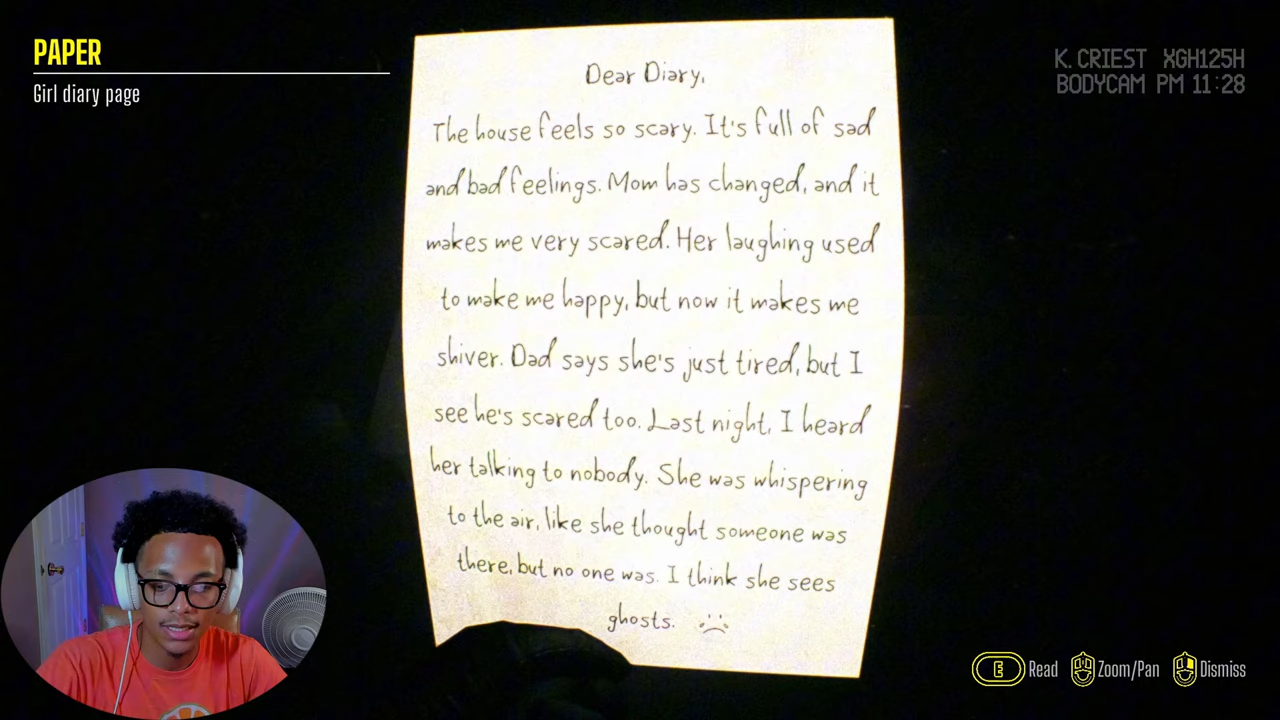 PAPER
Girl diary page
K. CRIEST XGH125H
BODYCAM PM 11:28
Dear Diary,
The house feels so scary. It's full of sad
and bad feelings. Mom has changed, and it
makes me very scared. Her laughing used
to make me happy, but now it makes me
shiver. Dad says she's just tired, but I
see he's scared too. Last night, I heard
her talking to nobody. She was whispering
to the air, like she thought someone was
there, but no one was. I think she sees
ghosts. :(
E Read Zoom/Pan Dismiss